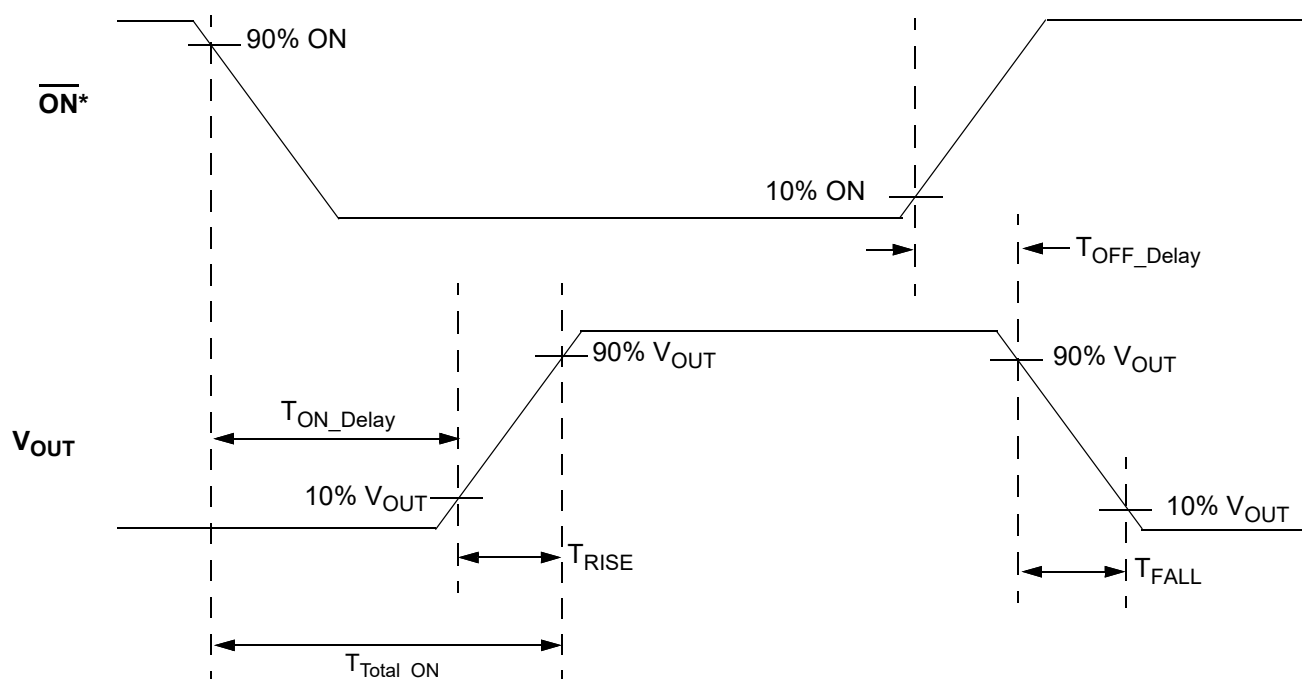 90% ON
ON*
10% ON
T_OFF_Delay
90% V_OUT
90% V_OUT
T_ON_Delay
V_OUT
10% V_OUT
10% V_OUT
T_RISE
T_FALL
T_Total_ON